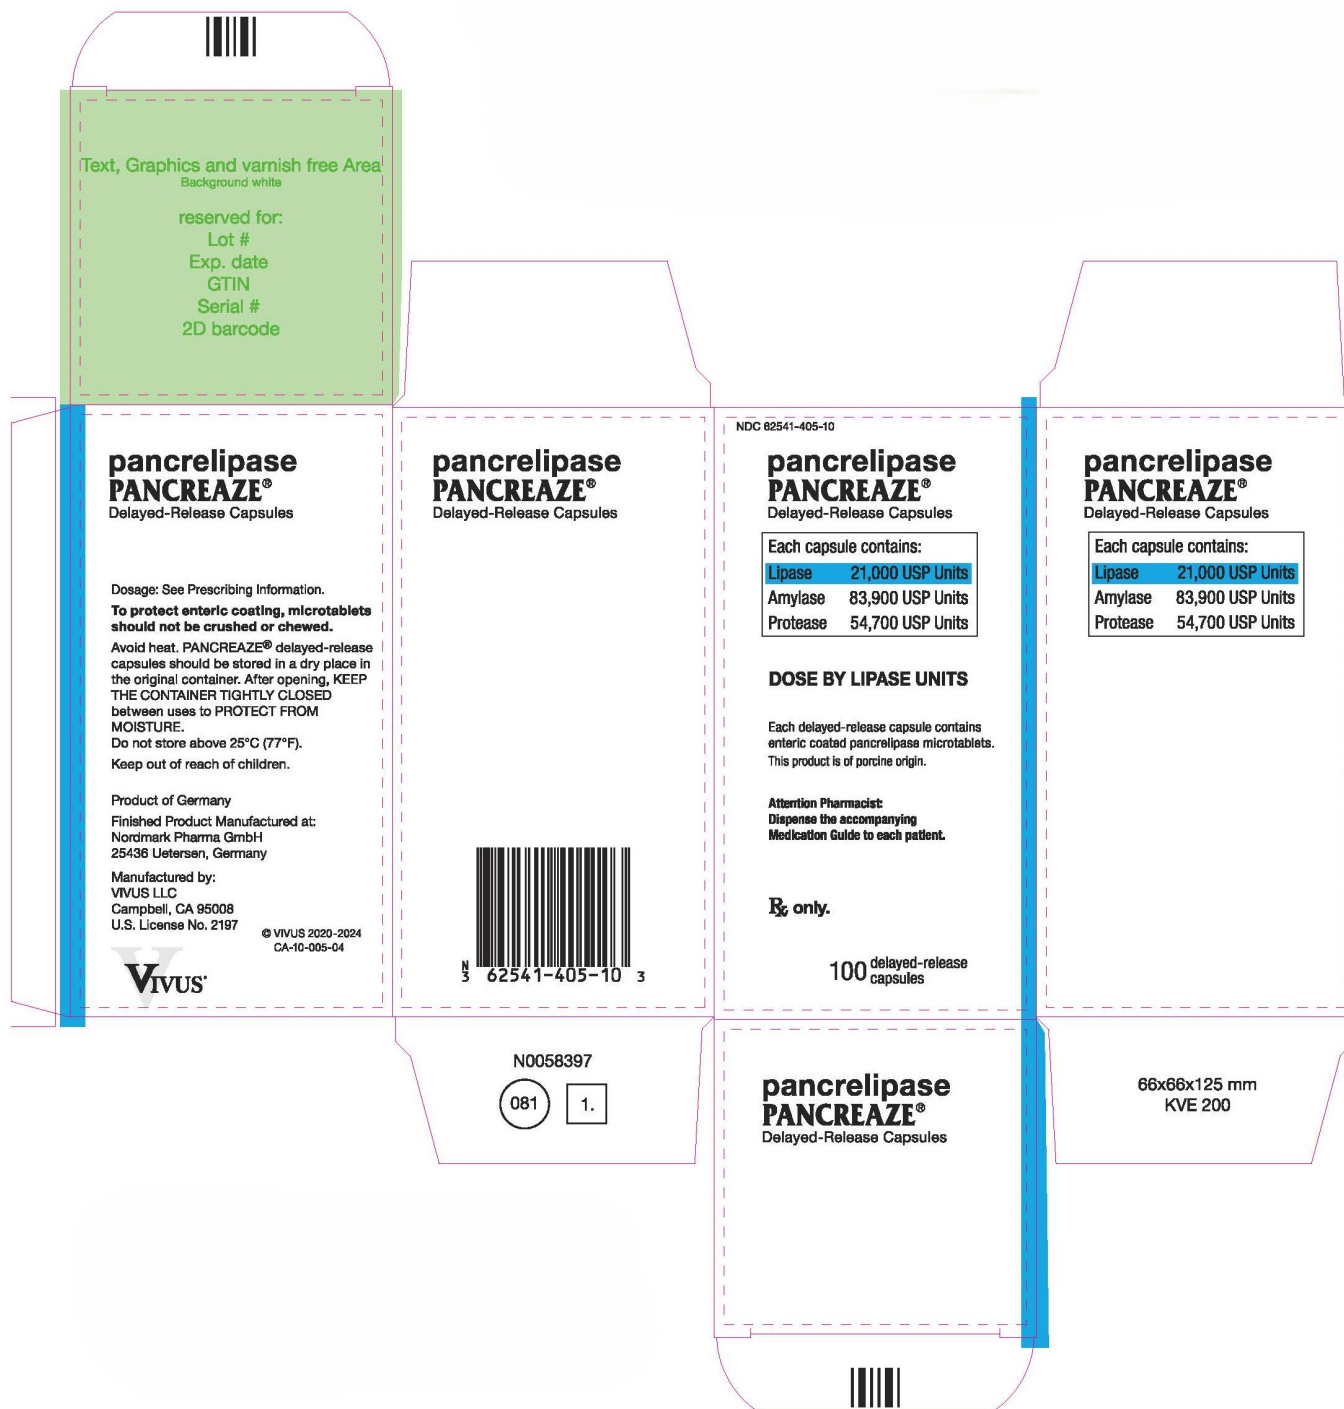 Text, Graphics and varnish free Area
Background white
reserved for:
Lot #
Exp. date
GTIN
Serial #
2D barcode
pancrelipase
PANCREAZE®
Delayed-Release Capsules
Dosage: See Prescribing Information.
To protect enteric coating, microtablets
should not be crushed or chewed.
Avoid heat. PANCREAZE® delayed-release
capsules should be stored in a dry place in
the original container. After opening, KEEP
THE CONTAINER TIGHTLY CLOSED
between uses to PROTECT FROM
MOISTURE.
Do not store above 25°C (77°F).
Keep out of reach of children.
Product of Germany
Finished Product Manufactured at:
Nordmark Pharma GmbH
25436 Uetersen, Germany
Manufactured by:
VIVUS LLC
Campbell, CA 95008
U.S. License No. 2197
© VIVUS 2020-2024
CA-10-005-04
VIVUS
pancrelipase
PANCREAZE®
Delayed-Release Capsules
N
3 62541-405-10 3
N0058397
081
1.
NDC 62541-405-10
pancrelipase
PANCREAZE®
Delayed-Release Capsules
Each capsule contains:
Lipase 21,000 USP Units
Amylase 83,900 USP Units
Protease 54,700 USP Units
DOSE BY LIPASE UNITS
Each delayed-release capsule contains
enteric coated pancrelipase microtablets.
This product is of porcine origin.
Attention Pharmacist:
Dispense the accompanying
Medication Guide to each patient.
Rx only.
100 delayed-release
capsules
pancrelipase
PANCREAZE®
Delayed-Release Capsules
pancrelipase
PANCREAZE®
Delayed-Release Capsules
Each capsule contains:
Lipase 21,000 USP Units
Amylase 83,900 USP Units
Protease 54,700 USP Units
66x66x125 mm
KVE 200